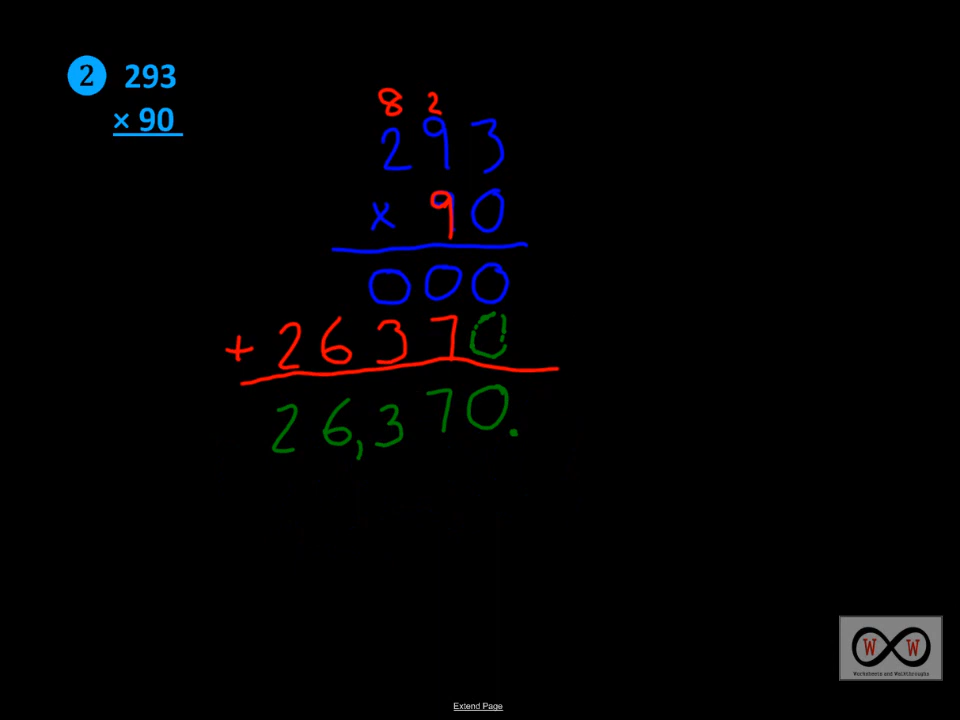 2 293
× 90
8 2
293
x 90
000
+ 26370
26,370.
W W
Worksheets and Walkthroughs
Extend Page